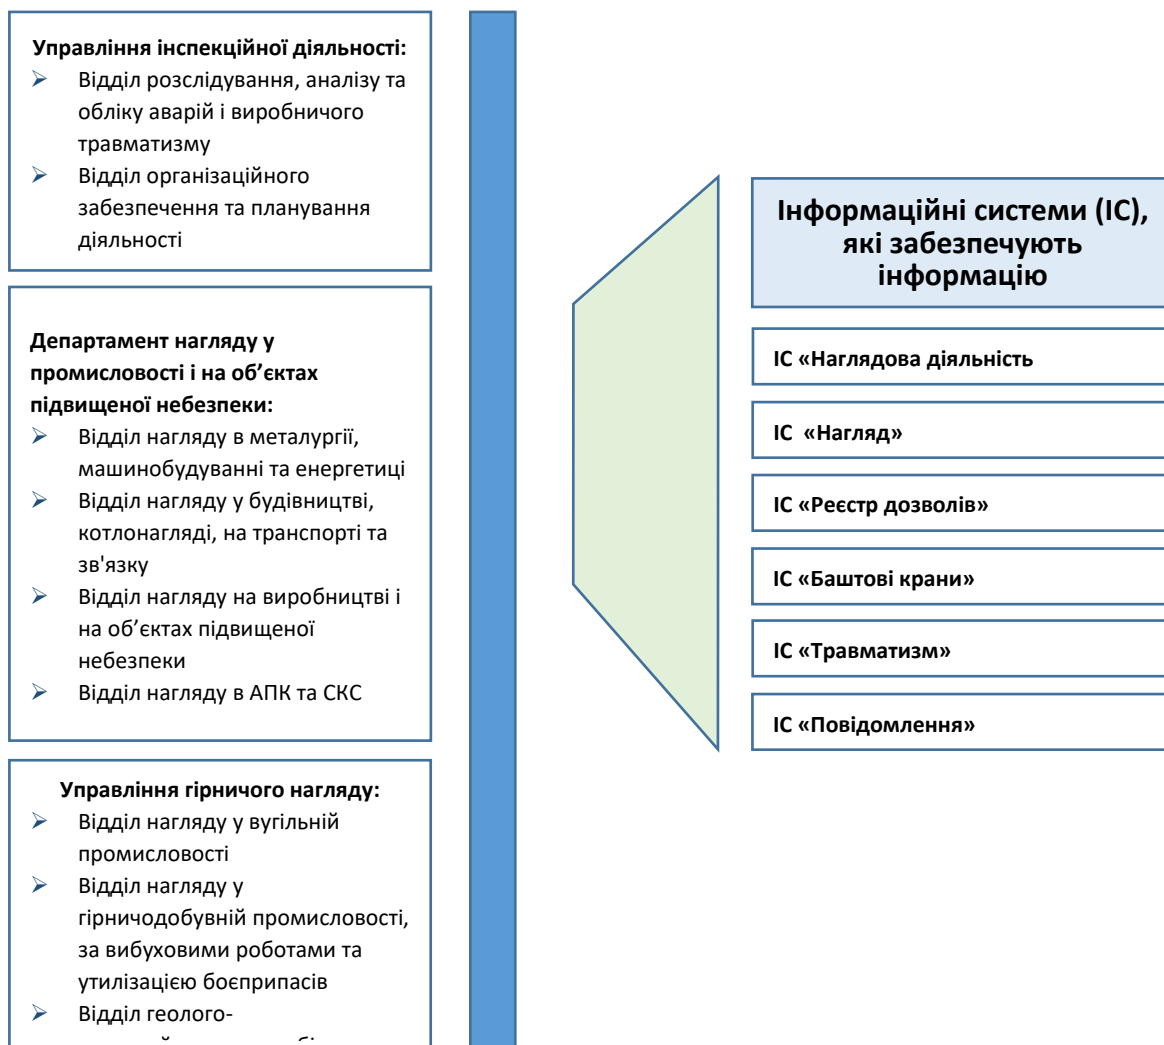 Управління інспекційної діяльності:
➢ Відділ розслідування, аналізу та
обліку аварій і виробничого
травматизму
➢ Відділ організаційного
забезпечення та планування
діяльності
Департамент нагляду у
промисловості і на об’єктах
підвищеної небезпеки:
➢ Відділ нагляду в металургії,
машинобудуванні та енергетиці
➢ Відділ нагляду у будівництві,
котлонагляді, на транспорті та
зв'язку
➢ Відділ нагляду на виробництві і
на об’єктах підвищеної
небезпеки
➢ Відділ нагляду в АПК та СКС
Управління гірничого нагляду:
➢ Відділ нагляду у вугільній
промисловості
➢ Відділ нагляду у
гірничодобувній промисловості,
за вибуховими роботами та
утилізацією боєприпасів
➢ Відділ геолого-
Інформаційні системи (ІС),
які забезпечують
інформацію
ІС «Наглядова діяльність
ІС «Нагляд»
ІС «Реєстр дозволів»
ІС «Баштові крани»
ІС «Травматизм»
ІС «Повідомлення»